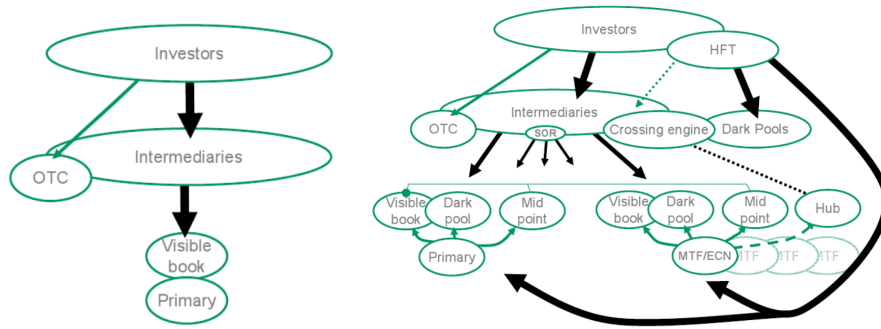 Investors
OTC
Intermediaries
Visible
book
Primary
Investors
HFT
OTC
Intermediaries
SOR
Crossing engine
Dark Pools
Visible
book
Dark
pool
Mid
point
Primary
Visible
book
Dark
pool
Mid
point
Hub
MTF/ECN
MTF
MTF
MTF